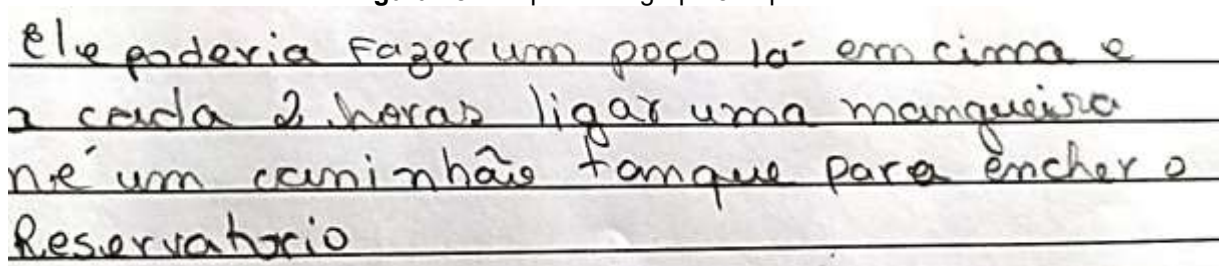 Ele poderia Fazer um poço lá em cima e
a cada 2 horas ligar uma mangueira
né um caminhão tanque para encher o
Reservatorio